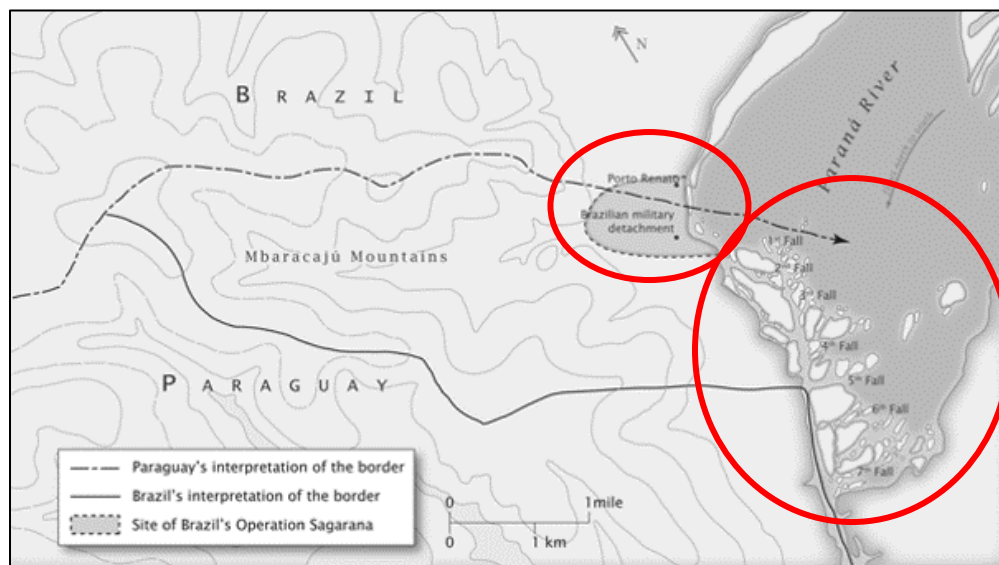 N
BRAZIL
Paraná River
Porto Renato
Brazilian military
detachment
1st Fall
2nd Fall
Mbaracajú Mountains
3rd Fall
4th Fall
PARAGUAY
5th Fall
6th Fall
7th Fall
Paraguay's interpretation of the border
Brazil's interpretation of the border
Site of Brazil's Operation Sagarana
0 1 mile
0 1 km